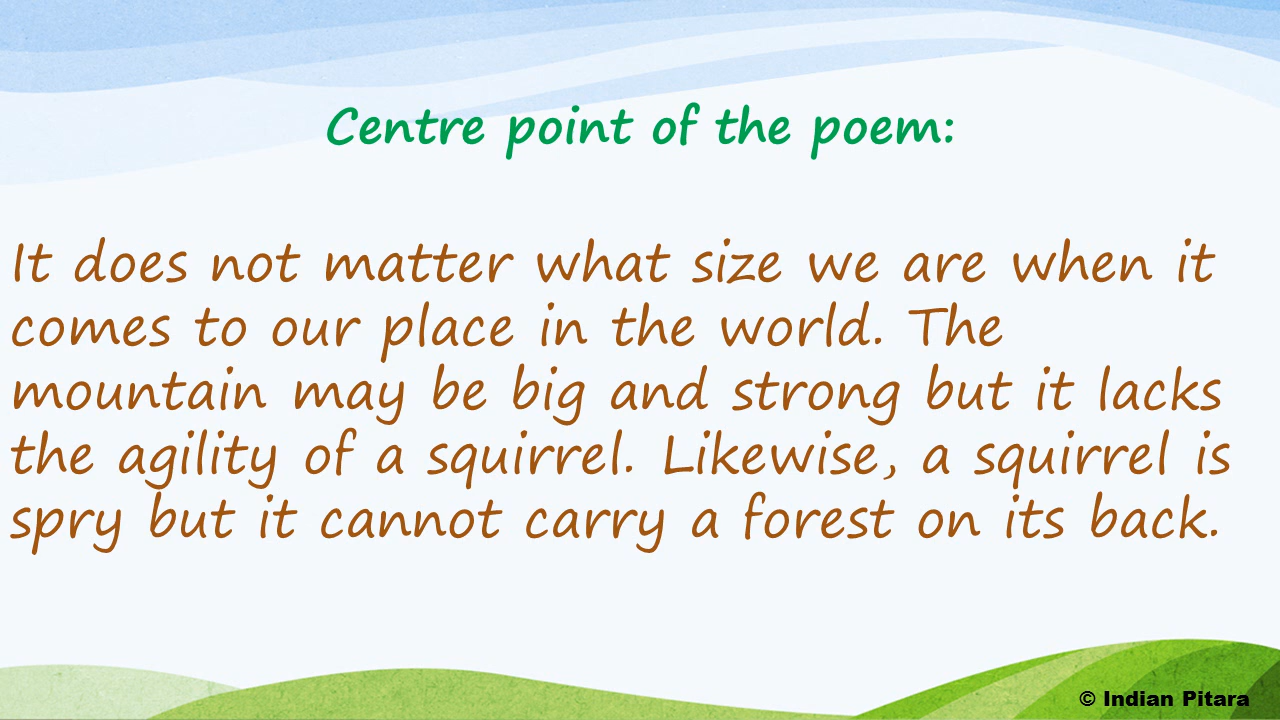 Centre point of the poem:
It does not matter what size we are when it
comes to our place in the world. The
mountain may be big and strong but it lacks
the agility of a squirrel. Likewise, a squirrel is
spry but it cannot carry a forest on its back.
© Indian Pitara